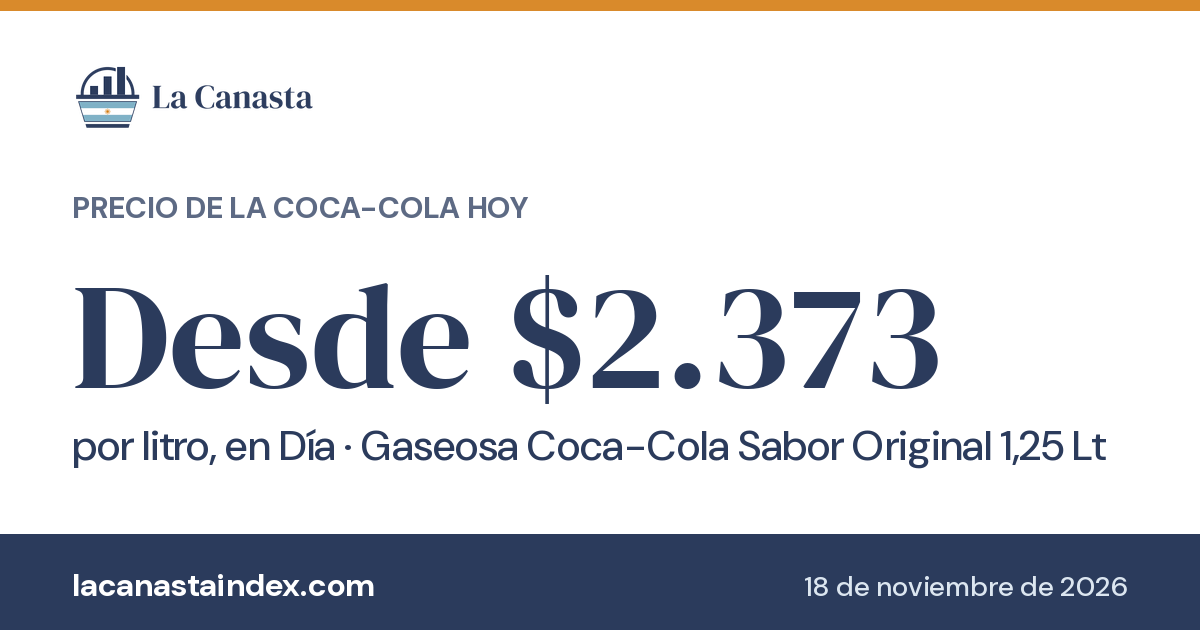 La Canasta
PRECIO DE LA COCA-COLA HOY
Desde $2.373
por litro, en Día · Gaseosa Coca-Cola Sabor Original 1,25 Lt
lacanastaindex.com
18 de noviembre de 2026